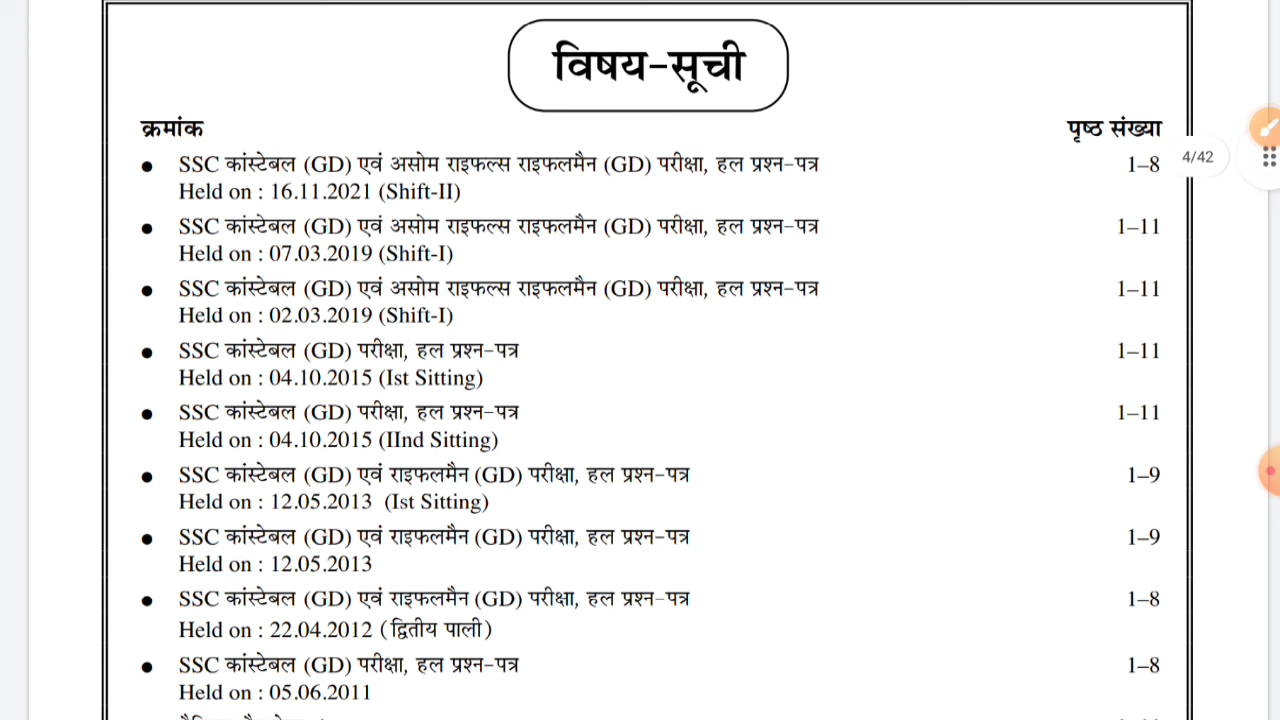 विषय-सूची
क्रमांक पृष्ठ संख्या
4/42
● SSC कांस्टेबल (GD) एवं असोम राइफल्स राइफलमैन (GD) परीक्षा, हल प्रश्न-पत्र 1–8
Held on : 16.11.2021 (Shift-II)
● SSC कांस्टेबल (GD) एवं असोम राइफल्स राइफलमैन (GD) परीक्षा, हल प्रश्न-पत्र 1–11
Held on : 07.03.2019 (Shift-I)
● SSC कांस्टेबल (GD) एवं असोम राइफल्स राइफलमैन (GD) परीक्षा, हल प्रश्न-पत्र 1–11
Held on : 02.03.2019 (Shift-I)
● SSC कांस्टेबल (GD) परीक्षा, हल प्रश्न-पत्र 1–11
Held on : 04.10.2015 (Ist Sitting)
● SSC कांस्टेबल (GD) परीक्षा, हल प्रश्न-पत्र 1–11
Held on : 04.10.2015 (IInd Sitting)
● SSC कांस्टेबल (GD) एवं राइफलमैन (GD) परीक्षा, हल प्रश्न-पत्र 1–9
Held on : 12.05.2013 (Ist Sitting)
● SSC कांस्टेबल (GD) एवं राइफलमैन (GD) परीक्षा, हल प्रश्न-पत्र 1–9
Held on : 12.05.2013
● SSC कांस्टेबल (GD) एवं राइफलमैन (GD) परीक्षा, हल प्रश्न-पत्र 1–8
Held on : 22.04.2012 (द्वितीय पाली)
● SSC कांस्टेबल (GD) परीक्षा, हल प्रश्न-पत्र 1–8
Held on : 05.06.2011